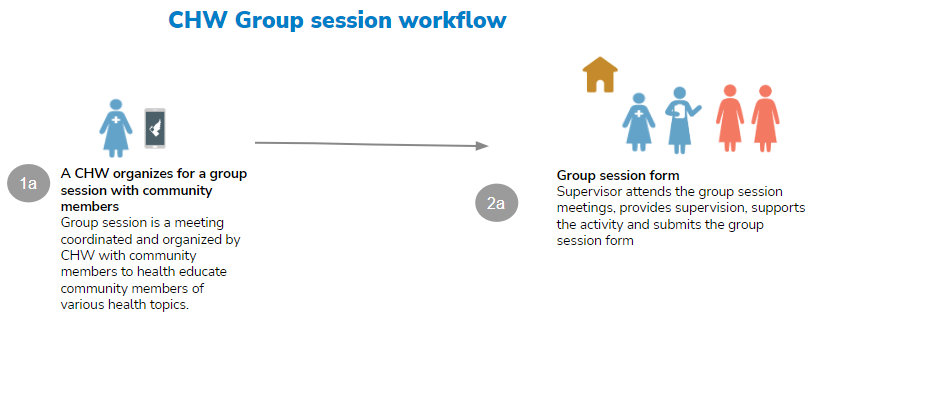 CHW Group session workflow
1a
A CHW organizes for a group
session with community
members
Group session is a meeting
coordinated and organized by
CHW with community
members to health educate
community members of
various health topics.
2a
Group session form
Supervisor attends the group session
meetings, provides supervision, supports
the activity and submits the group
session form